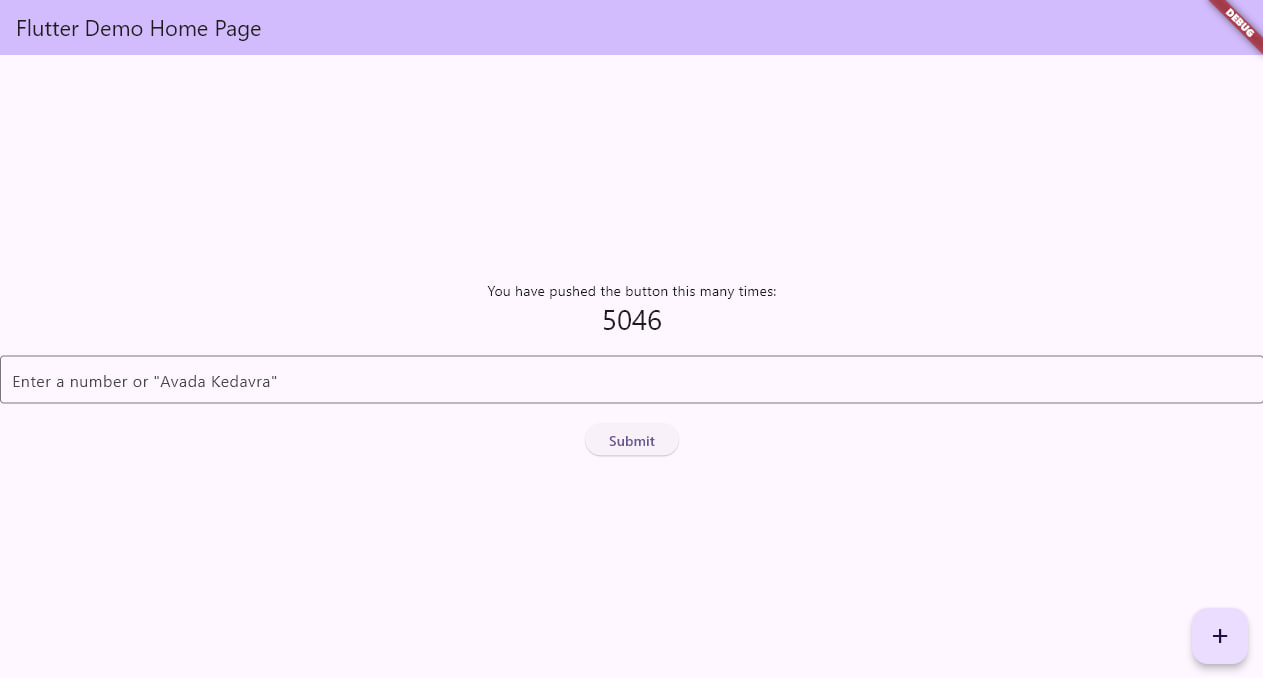 Flutter Demo Home Page
DEBUG
You have pushed the button this many times:
5046
Enter a number or "Avada Kedavra"
Submit
+